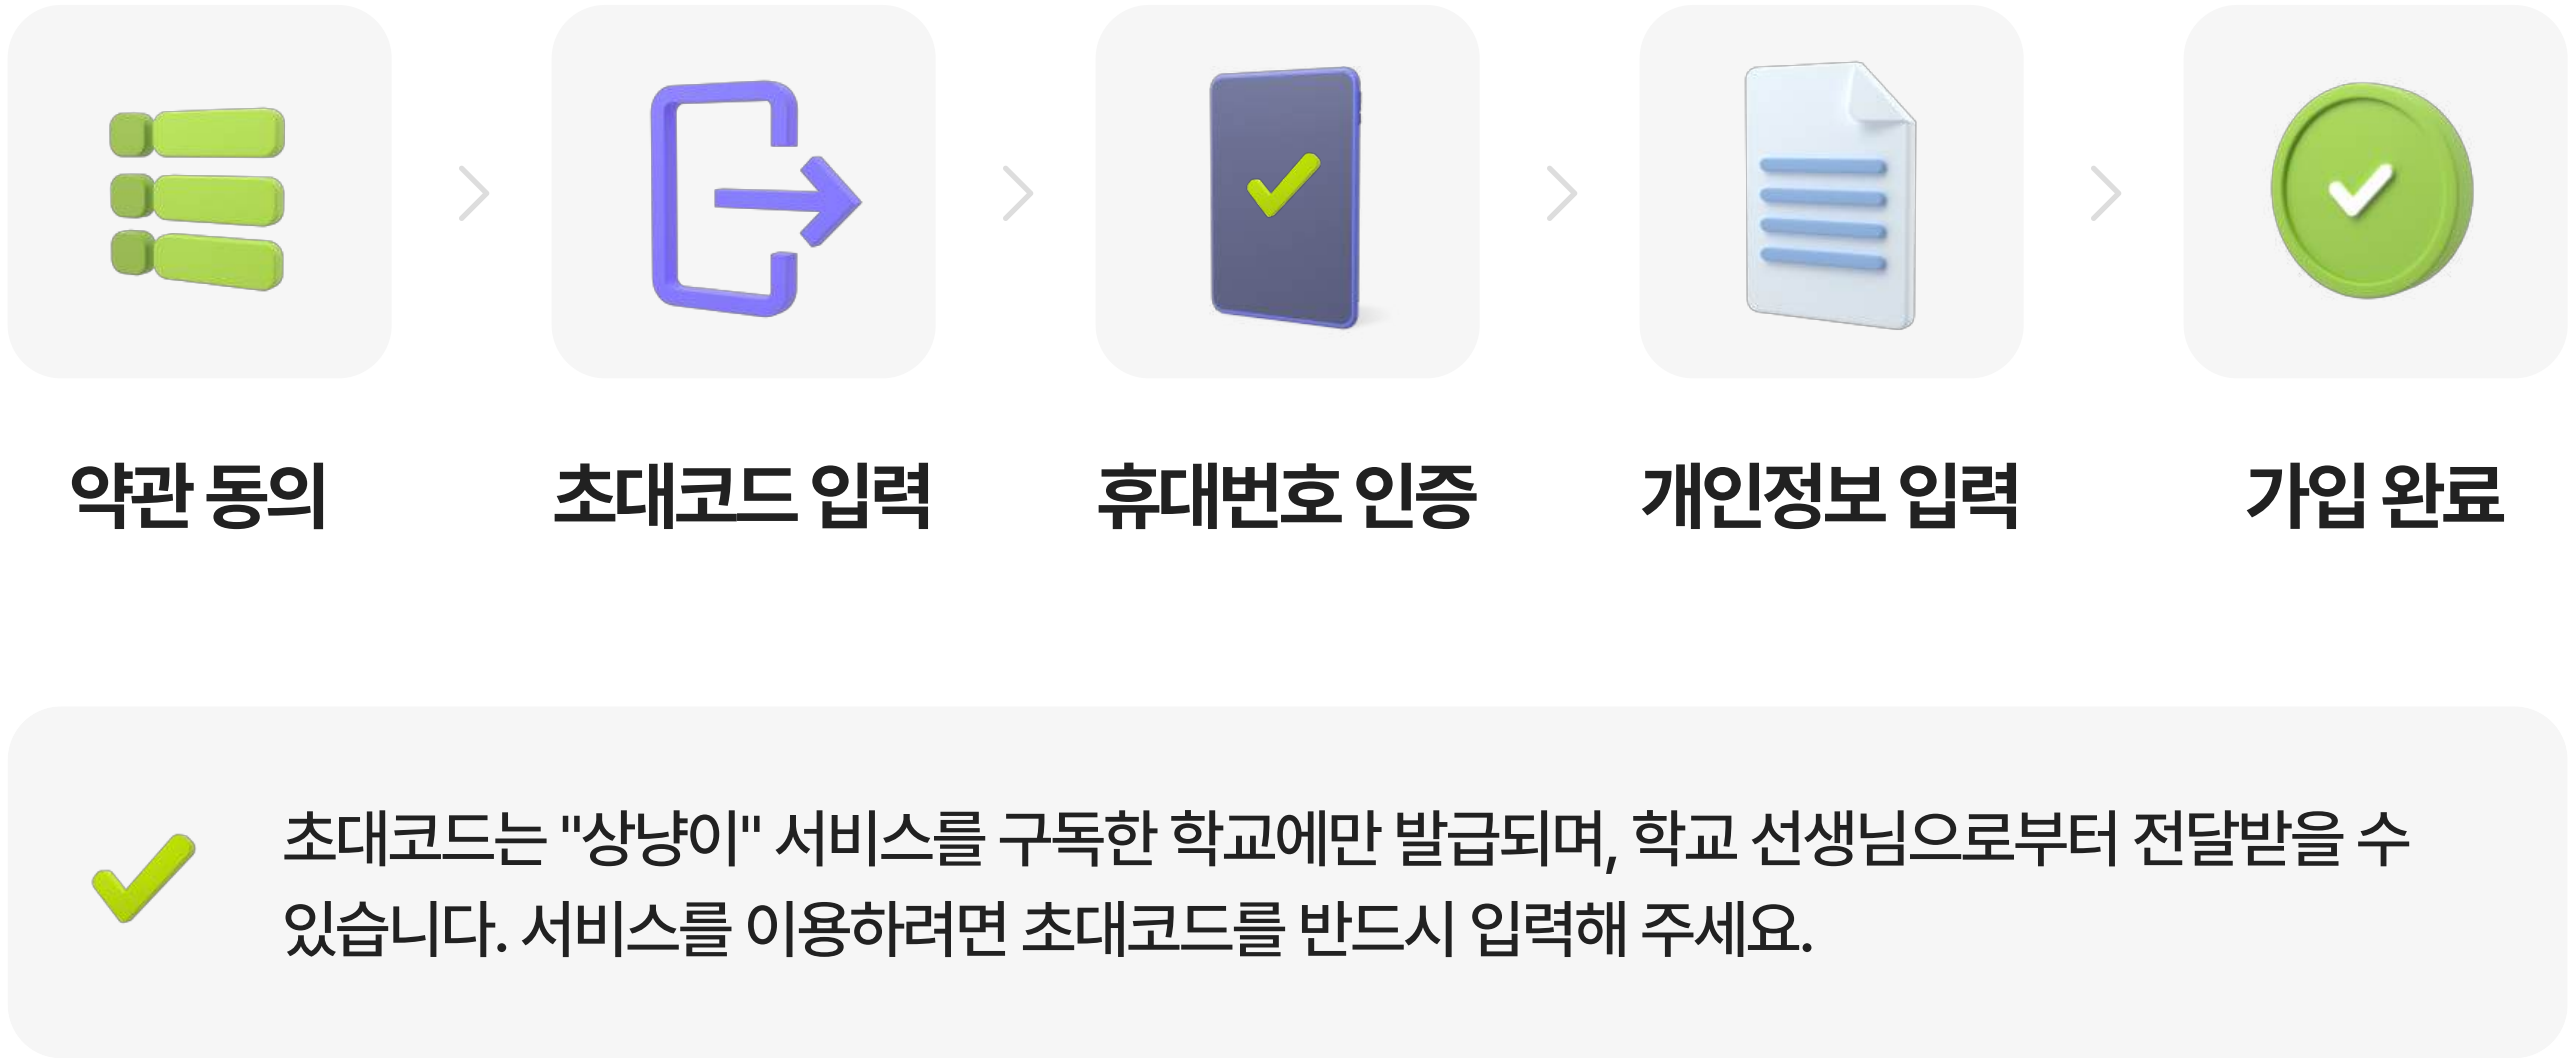 약관 동의
초대코드 입력
휴대번호 인증
개인정보 입력
가입 완료
초대코드는 "상냥이" 서비스를 구독한 학교에만 발급되며, 학교 선생님으로부터 전달받을 수
있습니다. 서비스를 이용하려면 초대코드를 반드시 입력해 주세요.